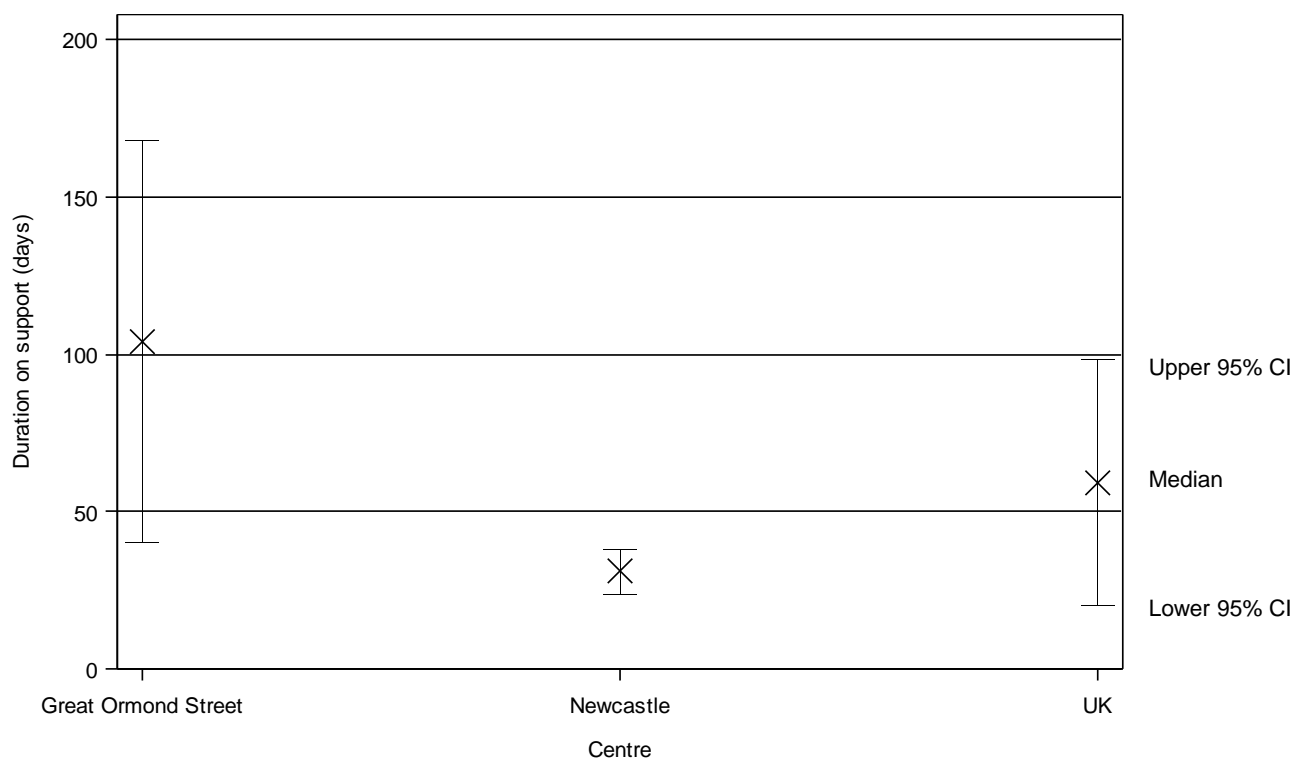 200
150
100
50
0
Duration on support (days)
Great Ormond Street
Newcastle
UK
Centre
Upper 95% CI
Median
Lower 95% CI